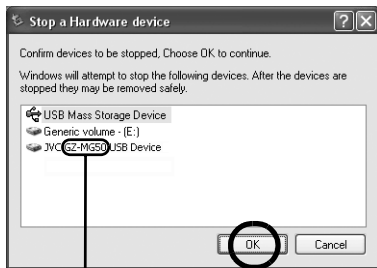 Stop a Hardware device
Confirm devices to be stopped, Choose OK to continue.
Windows will attempt to stop the following devices. After the devices are
stopped they may be removed safely.
USB Mass Storage Device
Generic volume - (E:)
JVC GZ-MG50 USB Device
OK
Cancel